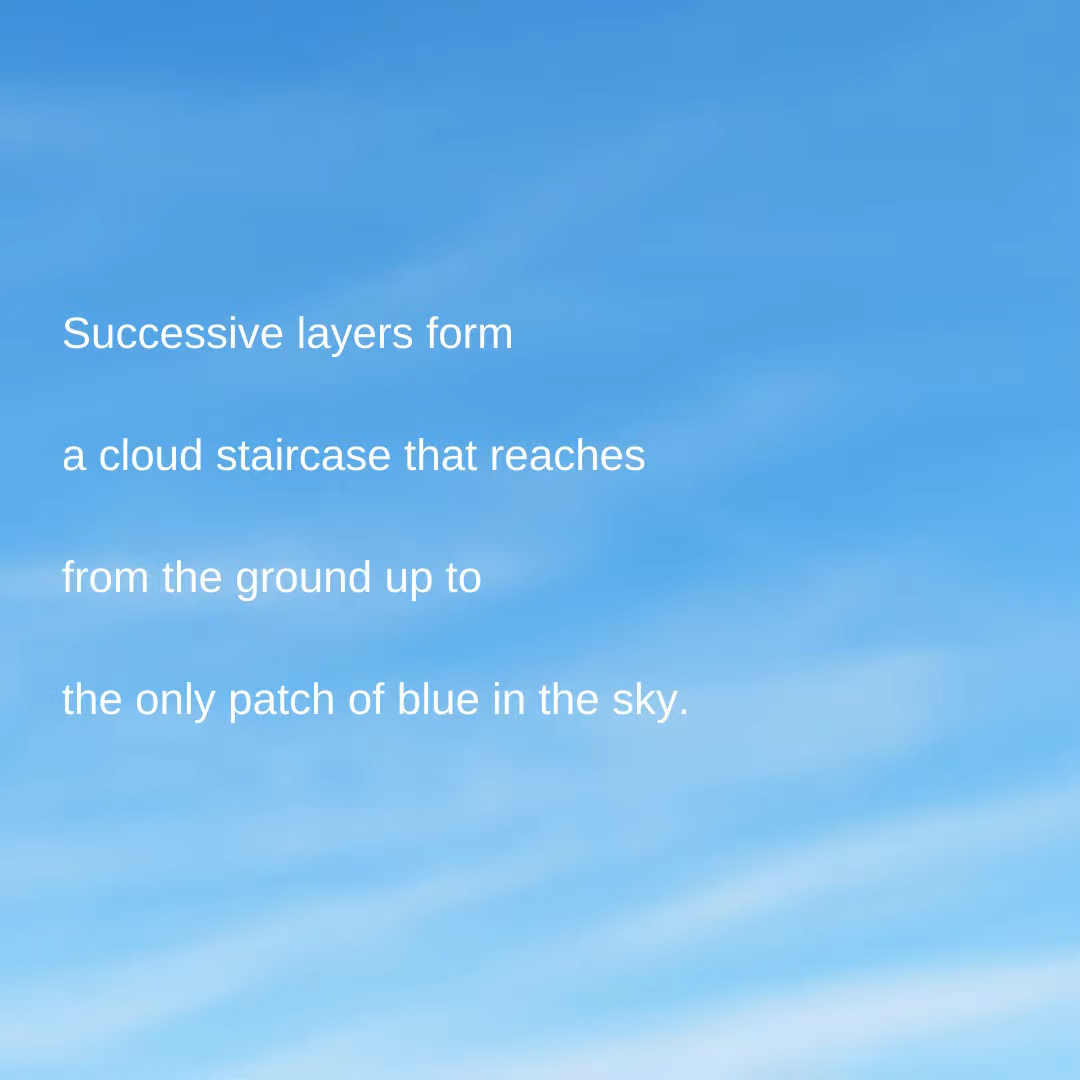 Successive layers form
a cloud staircase that reaches
from the ground up to
the only patch of blue in the sky.